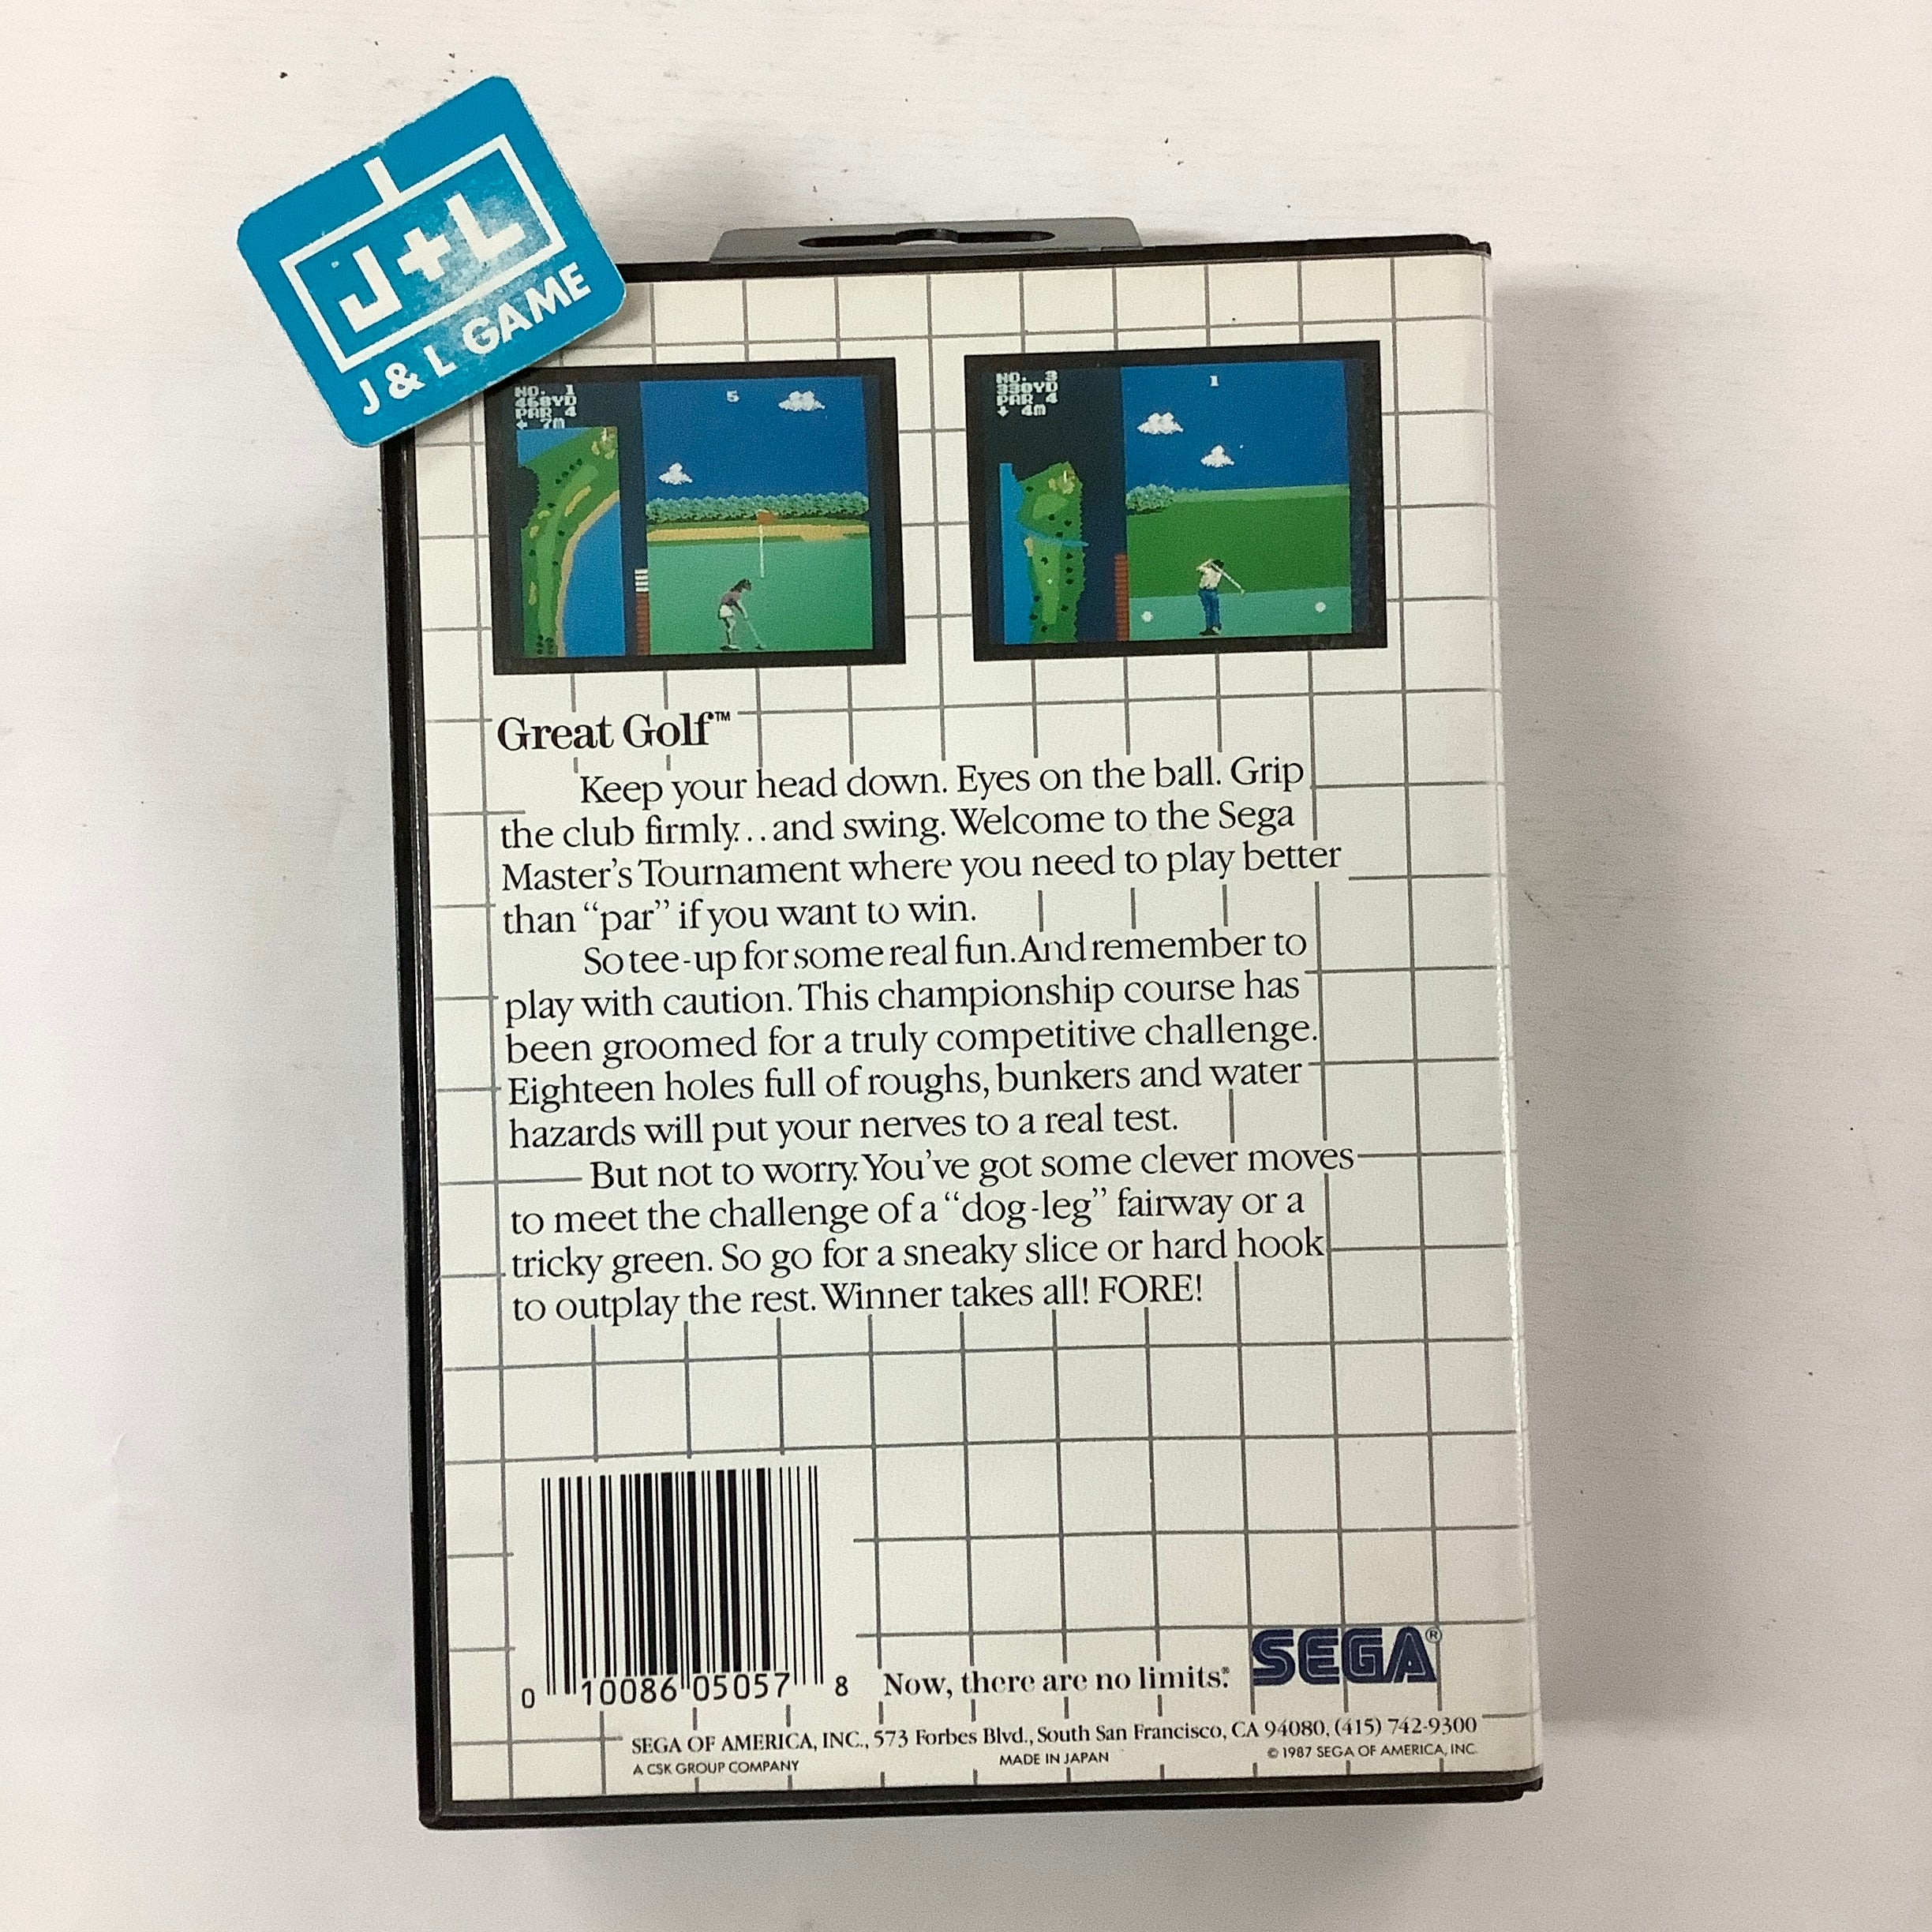 J+L
J & L GAME
NO. 1
468YD
PAR 4
7m
5
NO. 3
330YD
PAR 4
↓ 4m
1
Great Golf™
Keep your head down. Eyes on the ball. Grip
the club firmly...and swing. Welcome to the Sega
Master's Tournament where you need to play better
than “par” if you want to win.
So tee-up for some real fun. And remember to
play with caution. This championship course has
been groomed for a truly competitive challenge.
Eighteen holes full of roughs, bunkers and water
hazards will put your nerves to a real test.
But not to worry. You've got some clever moves
to meet the challenge of a “dog-leg” fairway or a
tricky green. So go for a sneaky slice or hard hook
to outplay the rest. Winner takes all! FORE!
0 10086 05057 8
Now, there are no limits.®
SEGA®
SEGA OF AMERICA, INC., 573 Forbes Blvd., South San Francisco, CA 94080, (415) 742-9300
A CSK GROUP COMPANY MADE IN JAPAN © 1987 SEGA OF AMERICA, INC.